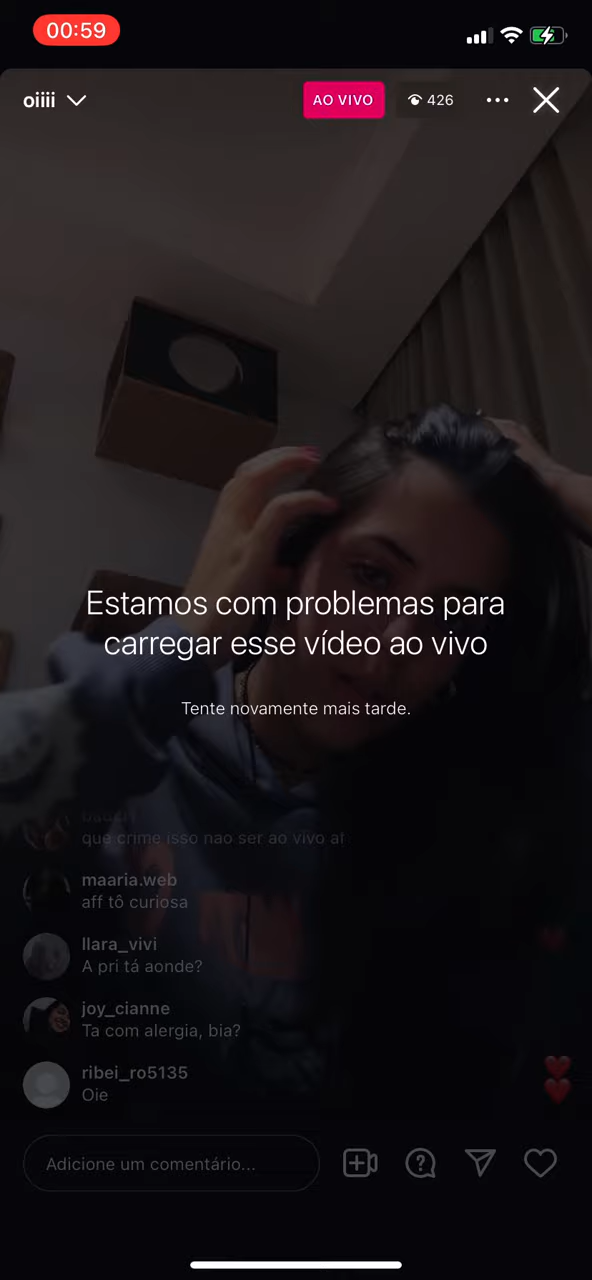 00:59
oiiii
AO VIVO
426
Estamos com problemas para
carregar esse vídeo ao vivo
Tente novamente mais tarde.
que crime isso nao ser ao vivo af
maaria.web
aff tô curiosa
llara_vivi
A pri tá aonde?
joy_cianne
Ta com alergia, bia?
ribei_ro5135
Oie
Adicione um comentário...